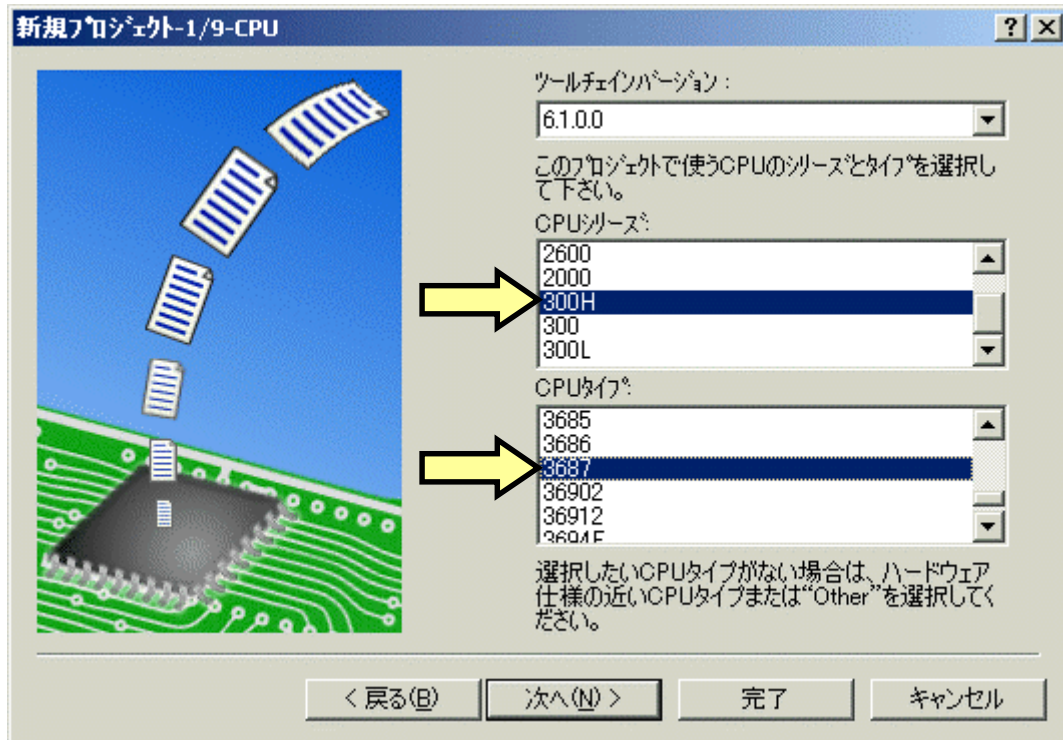 新規プロジェクト-1/9-CPU
ツールチェインバージョン :
6.1.0.0
このプロジェクトで使うCPUのシリーズとタイプを選択し
て下さい。
CPUシリーズ:
2600
2000
300H
300
300L
CPUタイプ:
3685
3686
3687
36902
36912
3694F
選択したいCPUタイプがない場合は、ハードウェア
仕様の近いCPUタイプまたは“Other”を選択してく
ださい。
< 戻る(B)
次へ(N) >
完了
キャンセル